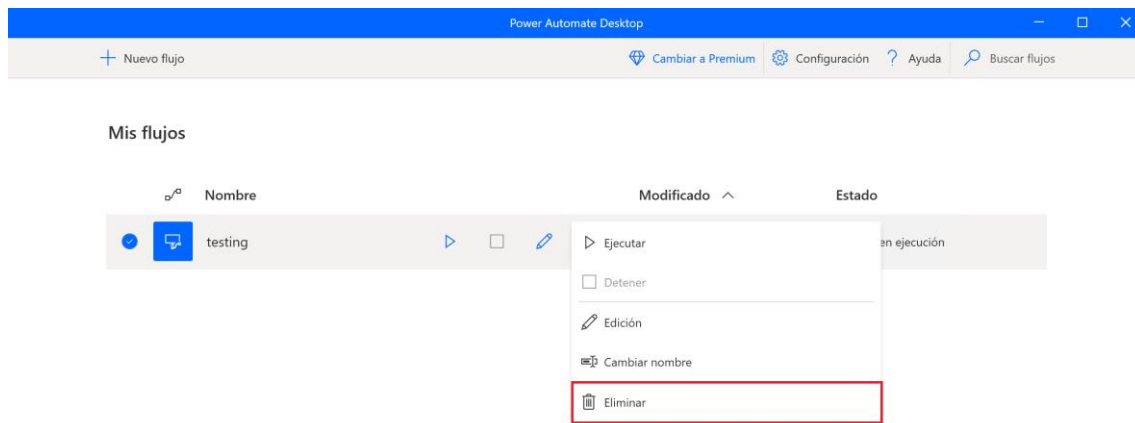 Power Automate Desktop
Nuevo flujo Cambiar a Premium Configuración ? Ayuda Buscar flujos
Mis flujos
Nombre Modificado Estado
testing en ejecución
Ejecutar
Detener
Edición
Cambiar nombre
Eliminar